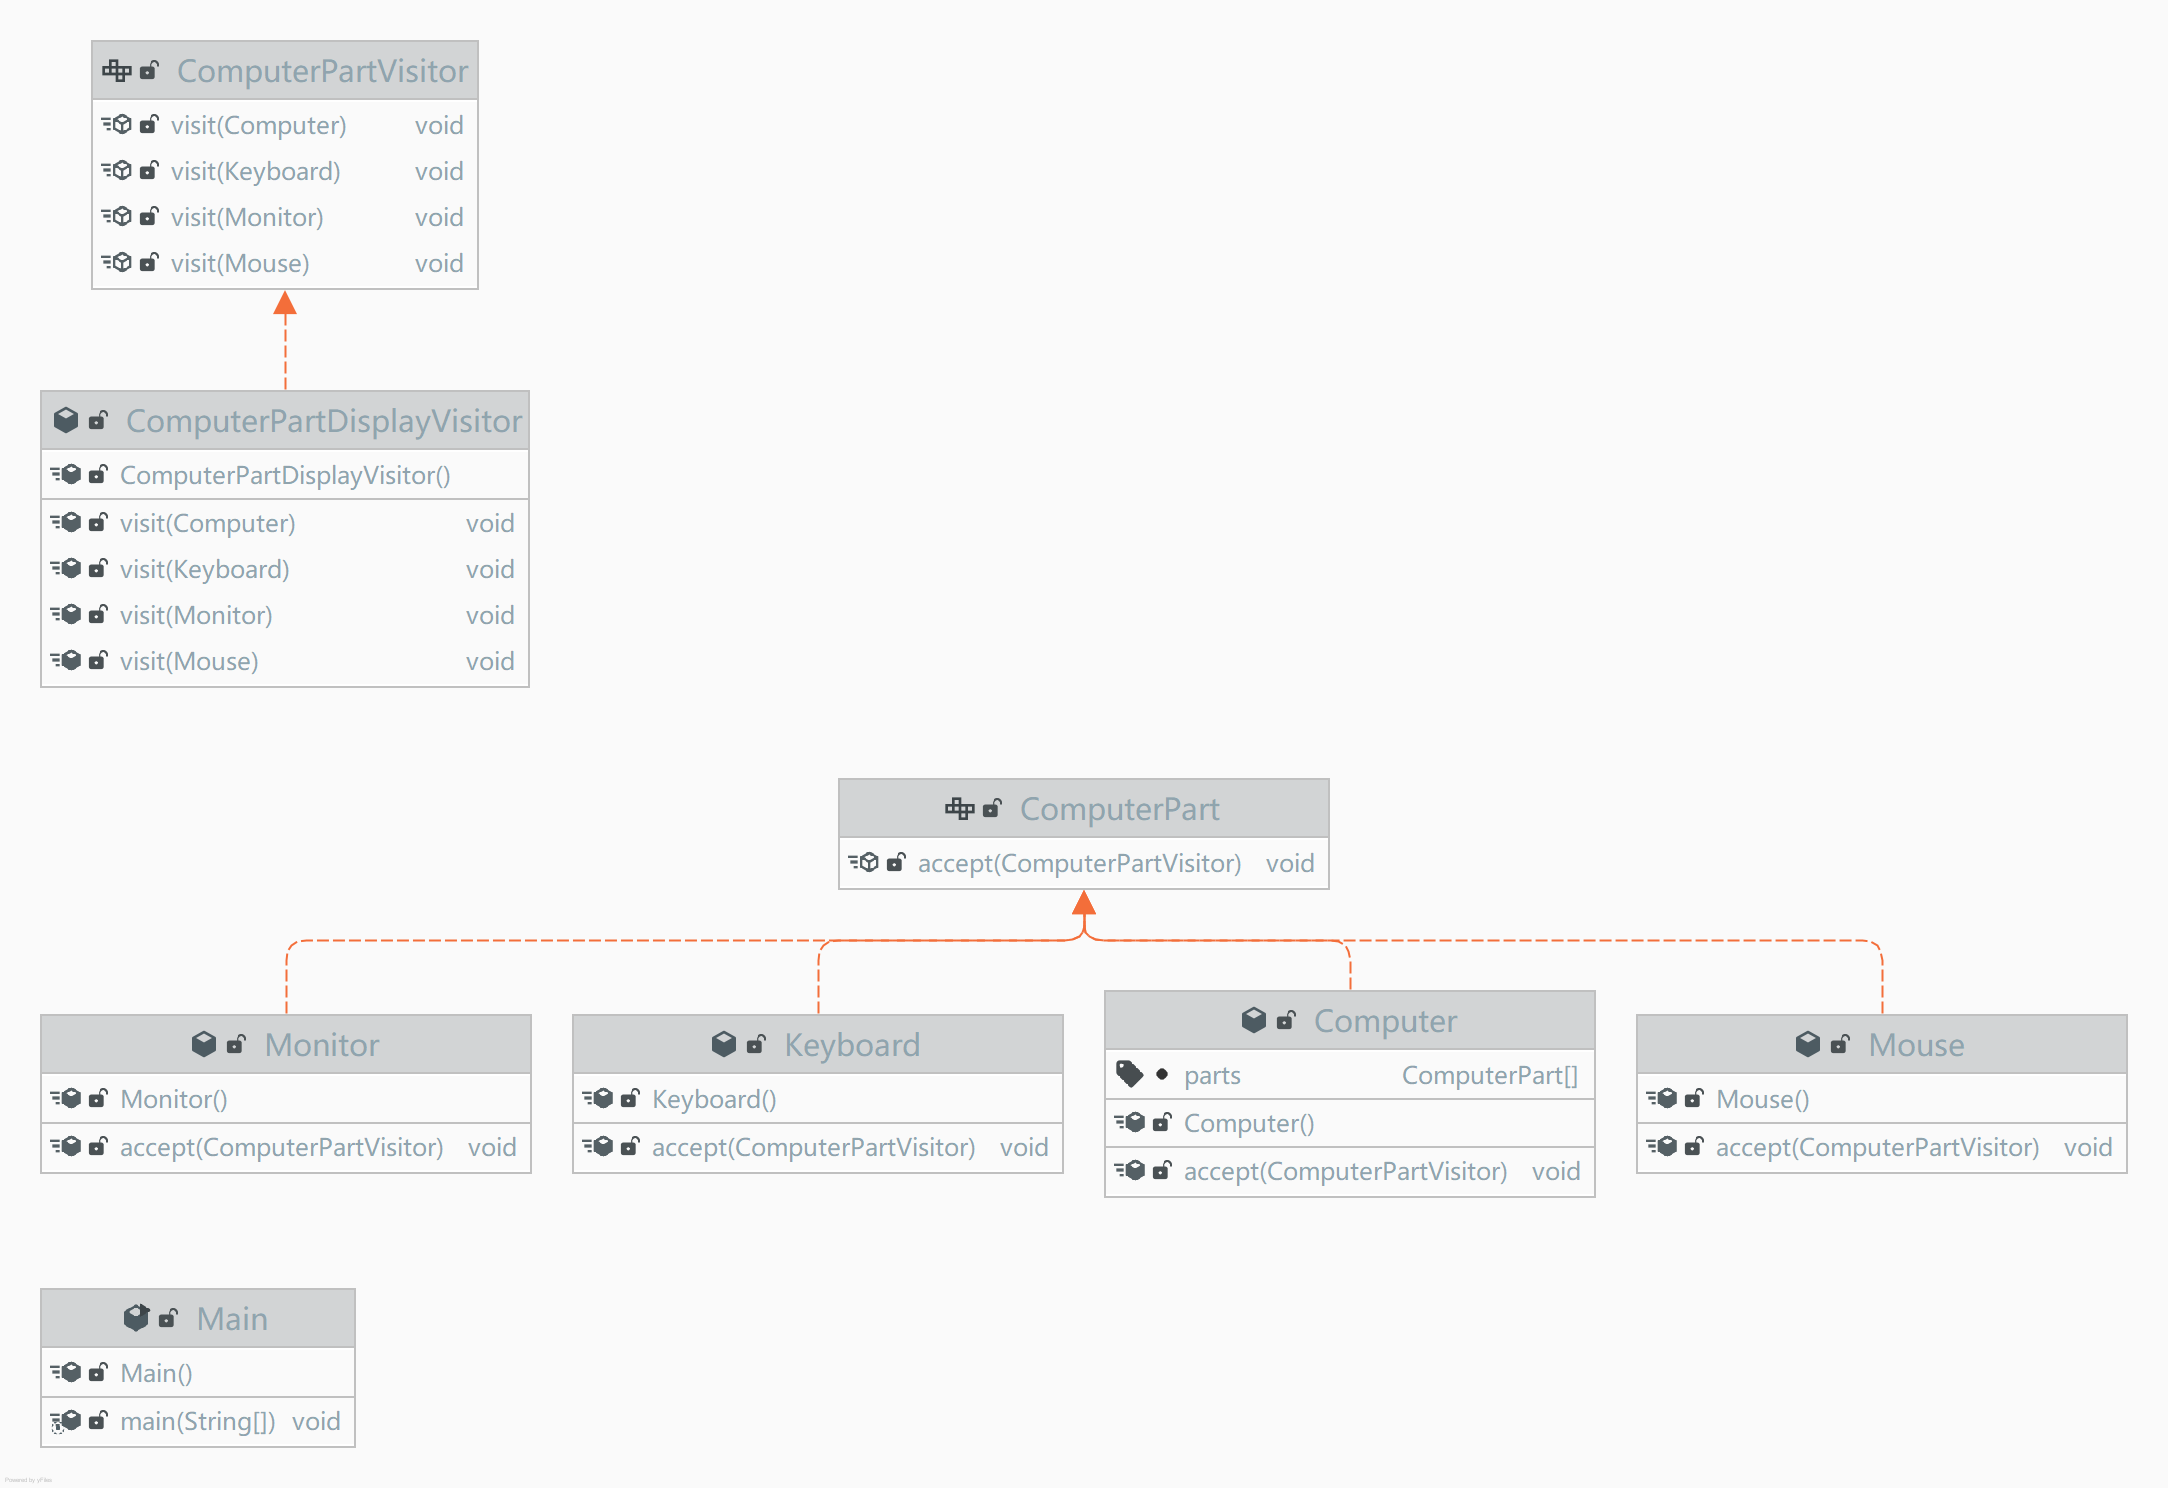 ComputerPartVisitor
visit(Computer) void
visit(Keyboard) void
visit(Monitor) void
visit(Mouse) void
ComputerPartDisplayVisitor
ComputerPartDisplayVisitor()
visit(Computer) void
visit(Keyboard) void
visit(Monitor) void
visit(Mouse) void
ComputerPart
accept(ComputerPartVisitor) void
Monitor
Monitor()
accept(ComputerPartVisitor) void
Keyboard
Keyboard()
accept(ComputerPartVisitor) void
Computer
parts ComputerPart[]
Computer()
accept(ComputerPartVisitor) void
Mouse
Mouse()
accept(ComputerPartVisitor) void
Main
Main()
main(String[]) void
Powered by yFiles